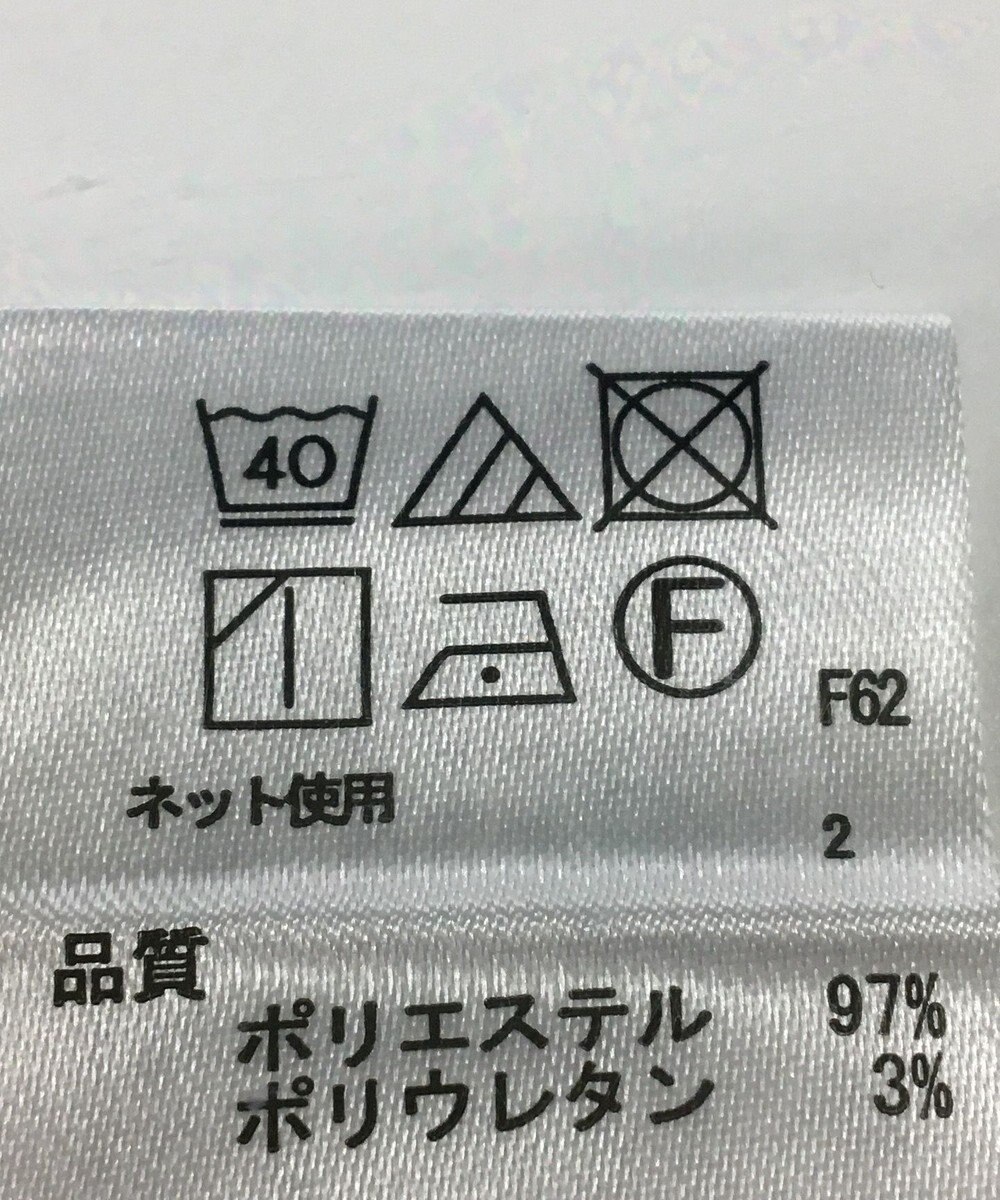 40
F
F62
ネット使用
2
品質
ポリエステル 97%
ポリウレタン 3%